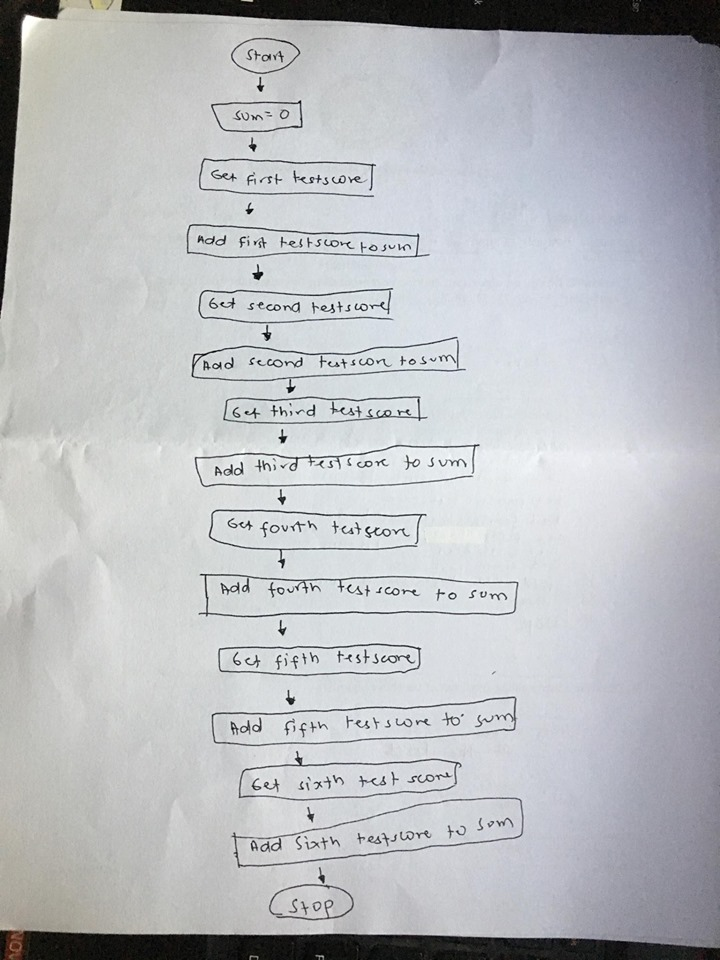 Start
sum = 0
Get first testscore
Add first testscore to sum
Get second testscore
Add second testscore to sum
Get third testscore
Add third testscore to sum
Get fourth testscore
Add fourth testscore to sum
Get fifth testscore
Add fifth testscore to sum
Get sixth test score
Add sixth testscore to sum
Stop